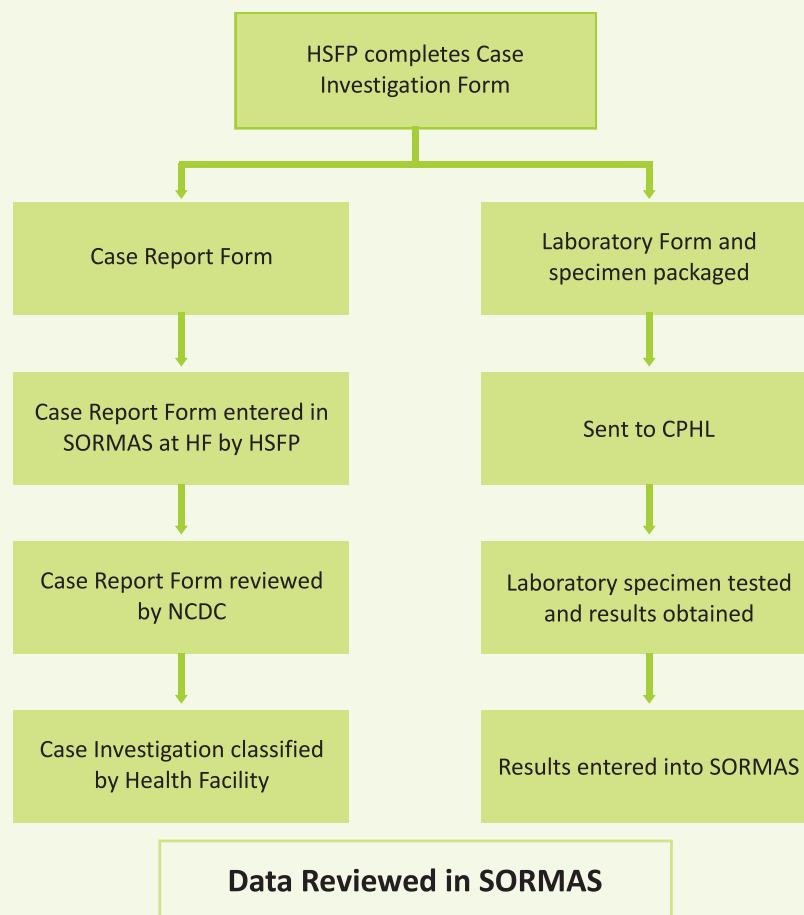 HSFP completes Case
Investigation Form
Case Report Form
Laboratory Form and
specimen packaged
Case Report Form entered in
SORMAS at HF by HSFP
Sent to CPHL
Case Report Form reviewed
by NCDC
Laboratory specimen tested
and results obtained
Case Investigation classified
by Health Facility
Results entered into SORMAS
Data Reviewed in SORMAS